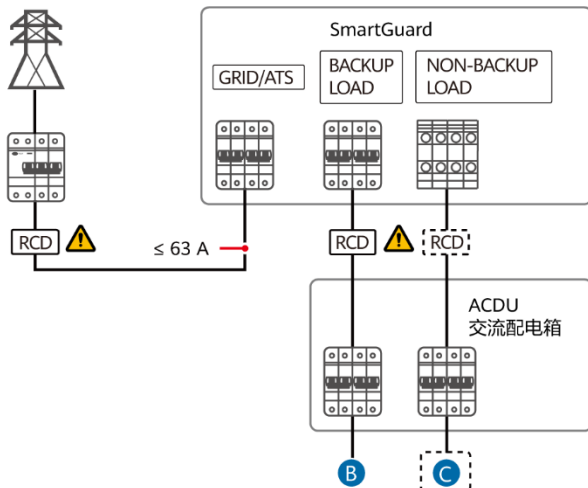 SmartGuard
GRID/ATS
BACKUP
LOAD
NON-BACKUP
LOAD
RCD
≤ 63 A
RCD
RCD
ACDU
交流配电箱
B
C